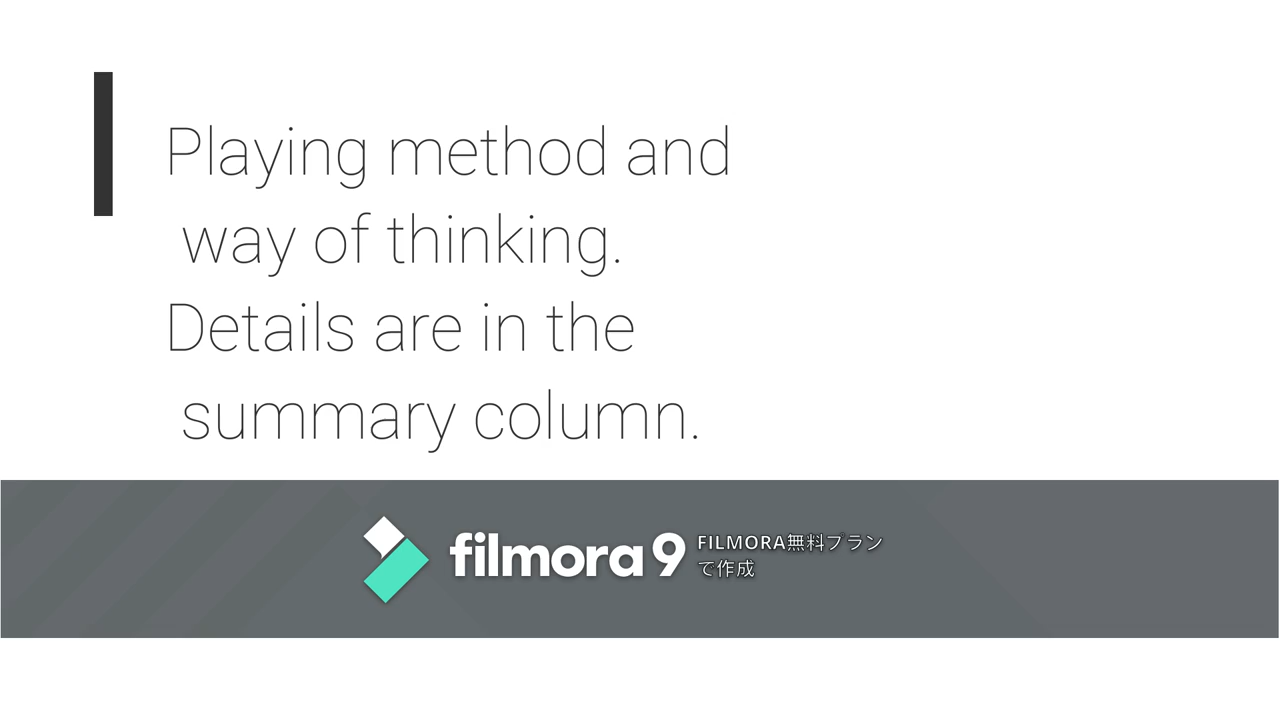 Playing method and
way of thinking.
Details are in the
summary column.
filmora 9
FILMORA無料プラン
で作成